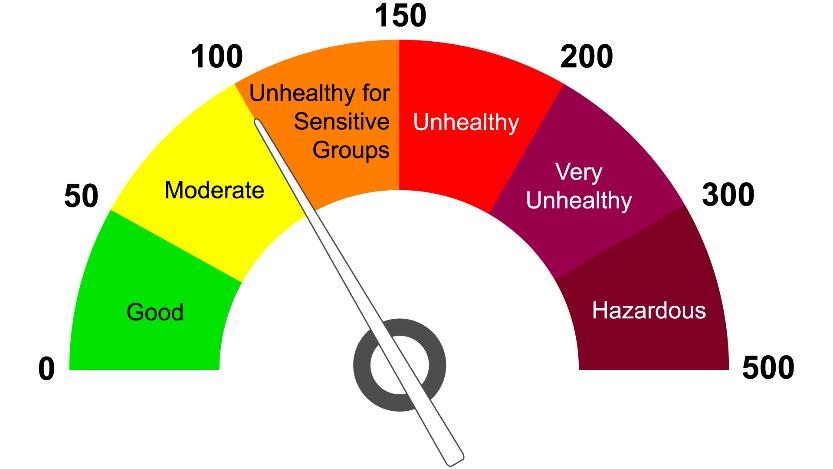 150
100
200
Unhealthy for
Sensitive
Groups
Unhealthy
Moderate
Very
Unhealthy
50
300
Good
Hazardous
0
500